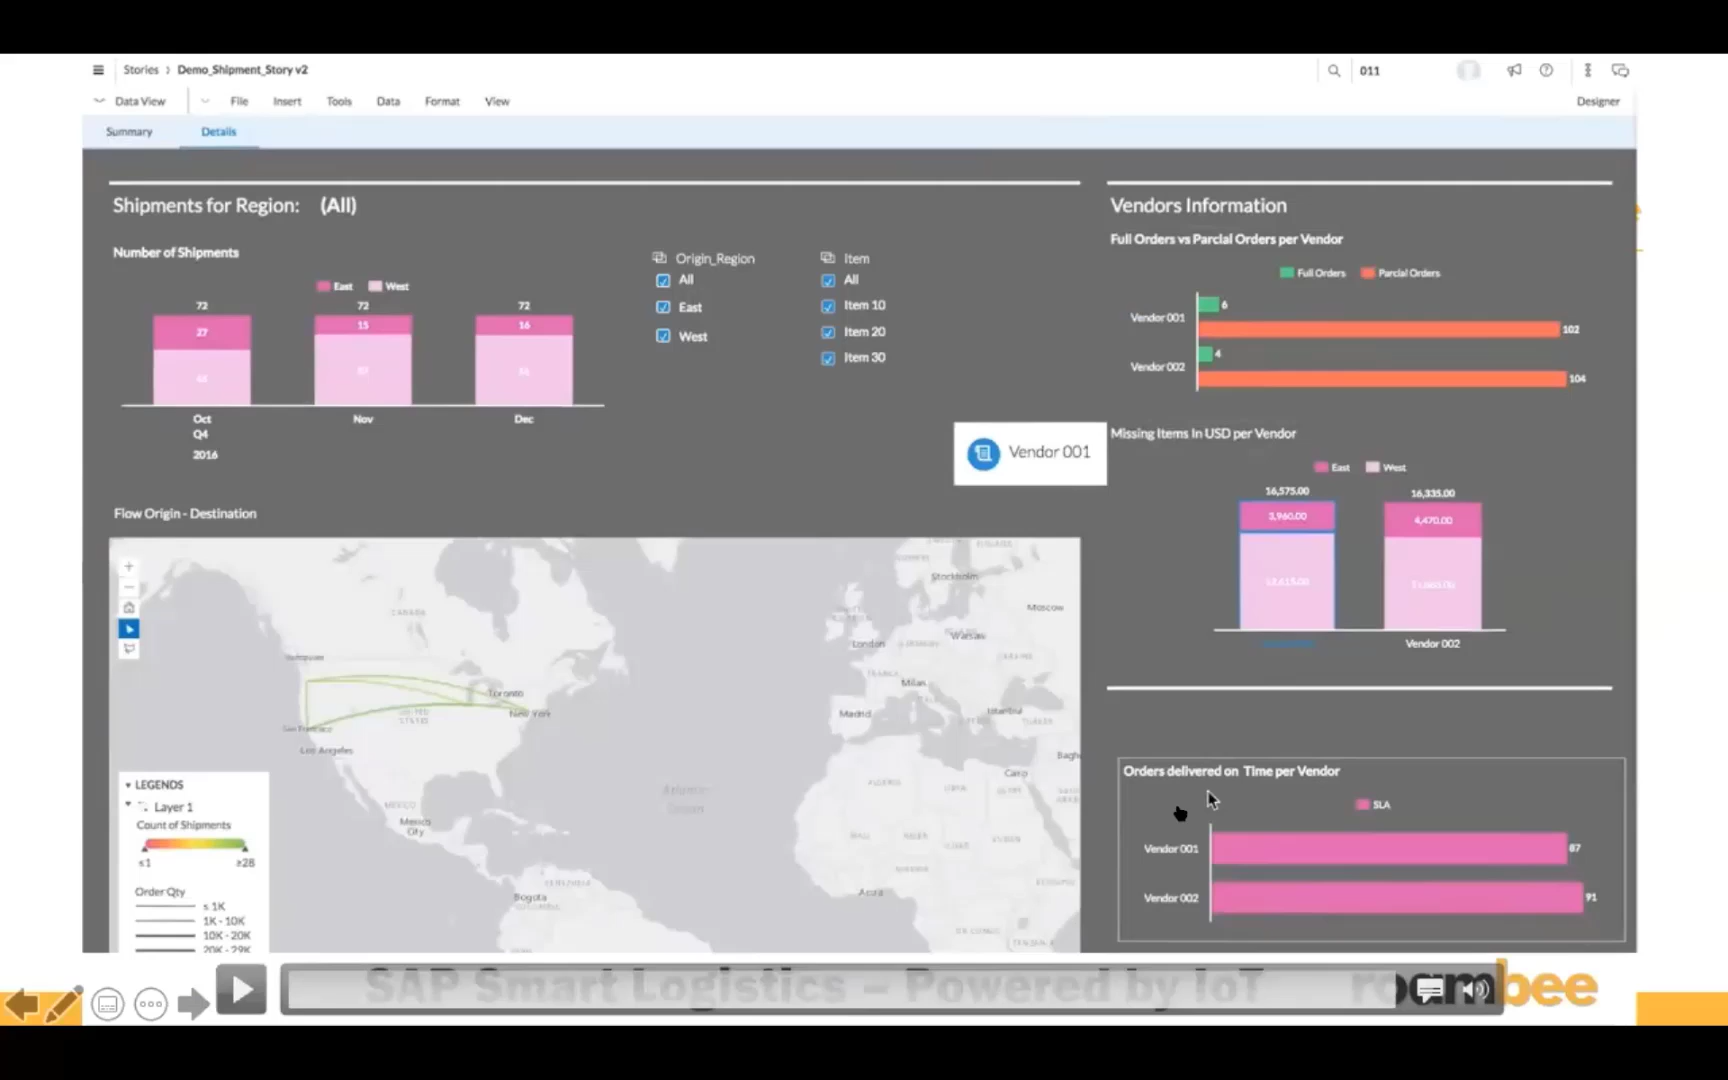 Stories › Demo_Shipment_Story v2
011
Data View File Insert Tools Data Format View
Designer
Summary Details
Shipments for Region: (All)
Number of Shipments
East West
72 72 72
27 15 16
Oct Nov Dec
Q4
2016
Origin_Region
All
East
West
Item
All
Item 10
Item 20
Item 30
Vendor 001
Flow Origin - Destination
CANADA
Toronto
New York
San Francisco
Los Angeles
MEXICO
Mexico
City
Bogota
Atlantic
Ocean
Stockholm
Moscow
London
Warsaw
Milan
Madrid
Istanbul
Cairo
Accra
LEGENDS
Layer 1
Count of Shipments
≤1 ≥28
Order Qty
≤ 1K
1K - 10K
10K - 20K
20K - 29K
Vendors Information
Full Orders vs Parcial Orders per Vendor
Full Orders Parcial Orders
Vendor 001 6
102
Vendor 002 4
104
Missing Items In USD per Vendor
East West
16,575.00 16,335.00
3,960.00 4,470.00
Vendor 002
Orders delivered on Time per Vendor
SLA
Vendor 001 87
Vendor 002 91
SAP Smart Logistics – Powered by IoT
roambee